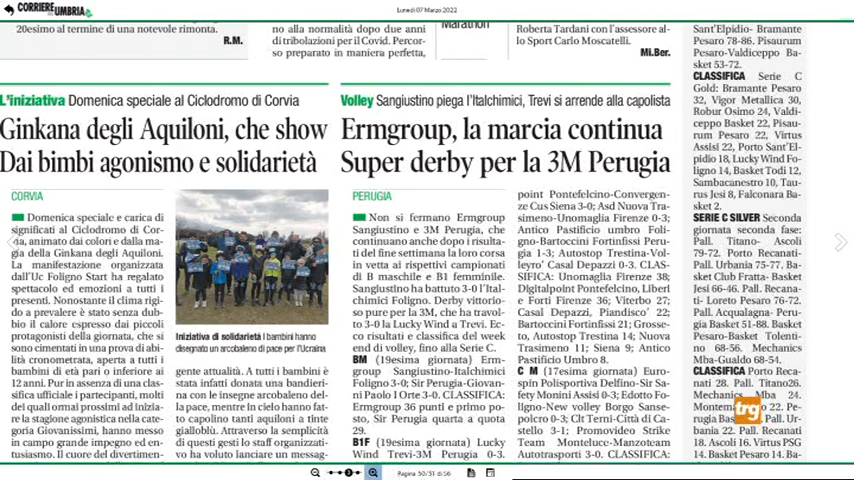 CORRIERE
dell'UMBRIA
Lunedì 07 Marzo 2022
20esimo al termine di una notevole rimonta.
R.M.
no alla normalità dopo due anni
di tribolazioni per il Covid. Percor-
so preparato in maniera perfetta,
Marathon
Roberta Tardani con l'assessore al-
lo Sport Carlo Moscatelli.
Mi.Ber.
L'iniziativa Domenica speciale al Ciclodromo di Corvia
Ginkana degli Aquiloni, che show
Dai bimbi agonismo e solidarietà
CORVIA
Domenica speciale e carica di
significati al Ciclodromo di Cor-
via, animato dai colori e dalla ma-
gia della Ginkana degli Aquiloni.
La manifestazione organizzata
dall'Uc Foligno Start ha regalato
spettacolo ed emozioni a tutti i
presenti. Nonostante il clima rigi-
do a prevalere è stato senza dub-
bio il calore espresso dai piccoli
protagonisti della giornata, che si
sono cimentati in una prova di abi-
lità cronometrata, aperta a tutti i
bambini di età pari o inferiore ai
12 anni. Pur in assenza di una clas-
sifica ufficiale i partecipanti, molti
dei quali ormai prossimi ad inizia-
re la stagione agonistica nella cate-
goria Giovanissimi, hanno messo
in campo grande impegno ed en-
tusiasmo. Il cuore del divertimen-
Iniziativa di solidarietà I bambini hanno
disegnato un arcobaleno di pace per l'Ucraina
gente attualità. A tutti i bambini è
stata infatti donata una bandieri-
na con le insegne arcobaleno del-
la pace, mentre in cielo hanno fat-
to capolino tanti aquiloni a tinte
gialloblù. Attraverso la semplicità
di questi gesti lo staff organizzati-
vo ha voluto lanciare un messag-
Volley Sangiustino piega l'Italchimici, Trevi si arrende alla capolista
Ermgroup, la marcia continua
Super derby per la 3M Perugia
PERUGIA
Non si fermano Ermgroup
Sangiustino e 3M Perugia, che
continuano anche dopo i risulta-
ti del fine settimana la loro corsa
in vetta ai rispettivi campionati
di B maschile e B1 femminile.
Sangiustino ha battuto 3-0 l'Ital-
chimici Foligno. Derby vittorio-
so pure per la 3M, che ha travol-
to 3-0 la Lucky Wind a Trevi. Ec-
co risultati e classifica del week
end di volley, fino alla Serie C.
BM (19esima giornata) Erm-
group Sangiustino-Italchimici
Foligno 3-0; Sir Perugia-Giovan-
ni Paolo I Orte 3-0. CLASSIFICA:
Ermgroup 36 punti e primo po-
sto, Sir Perugia quarta a quota
29.
B1F (19esima giornata) Lucky
Wind Trevi-3M Perugia 0-3.
point Pontefelcino-Convergen-
ze Cus Siena 3-0; Asd Nuova Tra-
simeno-Unomaglia Firenze 0-3;
Antico Pastificio umbro Foli-
gno-Bartoccini Fortinfissi Peru-
gia 1-3; Autostop Trestina-Vol-
leyro' Casal Depazzi 0-3. CLAS-
SIFICA: Unomaglia Firenze 38;
Digitalpoint Pontefelcino, Liberi
e Forti Firenze 36; Viterbo 27;
Casal Depazzi, Piandisco' 22;
Bartoccini Fortinfissi 21; Grosse-
to, Autostop Trestina 14; Nuova
Trasimeno 11; Siena 9; Antico
Pastificio Umbro 8.
C M (17esima giornata) Euro-
spin Polisportiva Delfino-Sir Sa-
fety Monini Assisi 0-3; Edotto Fo-
ligno-New volley Borgo Sanse-
polcro 0-3; Clt Terni-Città di Ca-
stello 3-1; Promovideo Strike
Team Monteluce-Manzoteam
Autotrasporti 3-0. CLASSIFICA:
Sant'Elpidio- Bramante
Pesaro 78-86. Pisaurum
Pesaro-Valdiceppo Ba-
sket 53-72.
CLASSIFICA Serie C
Gold: Bramante Pesaro
32, Vigor Metallica 30,
Robur Osimo 24, Valdi-
ceppo Basket 22, Pisau-
rum Pesaro 22, Virtus
Assisi 22, Porto Sant'El-
pidio 18, Lucky Wind Fo-
ligno 14, Basket Todi 12,
Sambacanestro 10, Tau-
rus Jesi 8, Falconara Ba-
sket 2.
SERIE C SILVER Seconda
giornata seconda fase:
Pall. Titano- Ascoli
79-72. Porto Recanati-
Pall. Urbania 75-77. Ba-
sket Club Fratta- Basket
Jesi 66-46. Pall. Recana-
ti- Loreto Pesaro 76-72.
Pall. Acqualagna- Peru-
gia Basket 51-88. Basket
Pesaro-Basket Tolenti-
no 68-56. Mechanics
Mba-Gualdo 68-54.
CLASSIFICA Porto Reca-
nati 28. Pall. Titano26.
Mechanics Mba 24.
22. Pe-
rugia Pall. Ur-
bania 22. Pall. Recanati
18. Ascoli 16. Virtus PSG
14. Basket Pesaro 14. Ba-
trg
Pagina 50/51 di 56